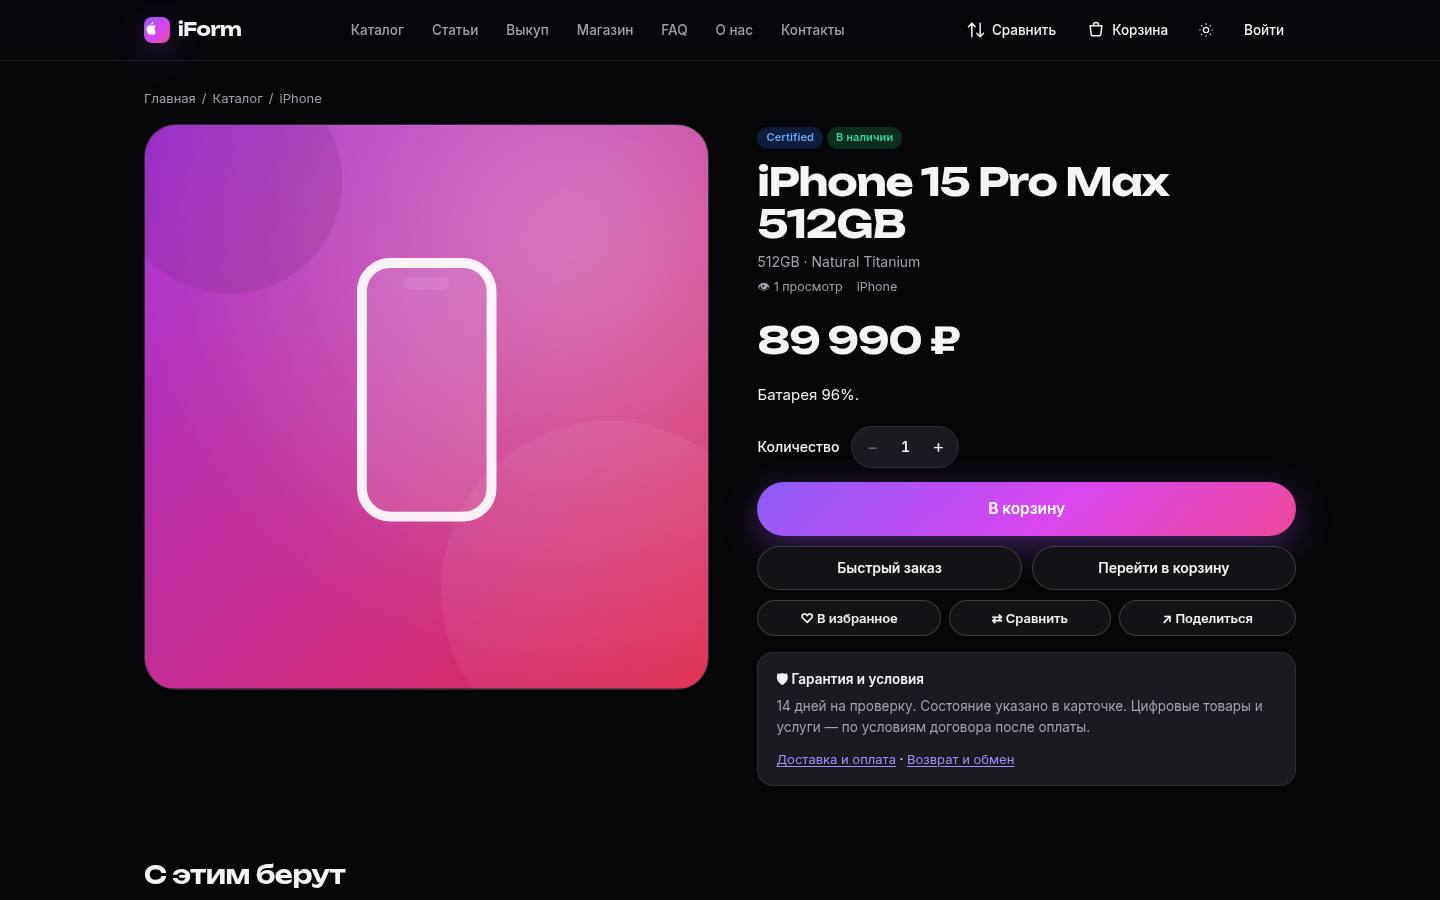 iForm
Каталог Статьи Выкуп Магазин FAQ О нас Контакты
Сравнить Корзина Войти
Главная / Каталог / iPhone
Certified В наличии
iPhone 15 Pro Max
512GB
512GB · Natural Titanium
👁 1 просмотр iPhone
89 990 ₽
Батарея 96%.
Количество − 1 +
В корзину
Быстрый заказ Перейти в корзину
♡ В избранное ⇄ Сравнить ↗ Поделиться
🛡 Гарантия и условия
14 дней на проверку. Состояние указано в карточке. Цифровые товары и
услуги — по условиям договора после оплаты.
Доставка и оплата · Возврат и обмен
С этим берут